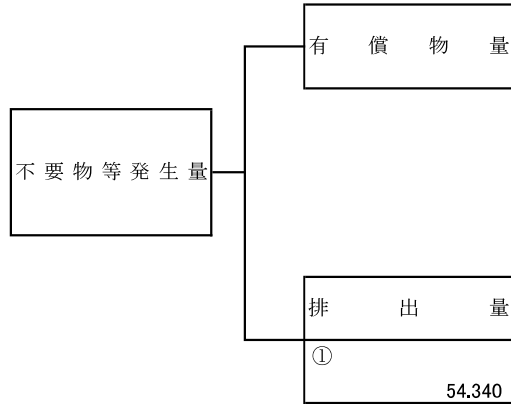 有償物量
不要物等発生量
排出量
①
54.340